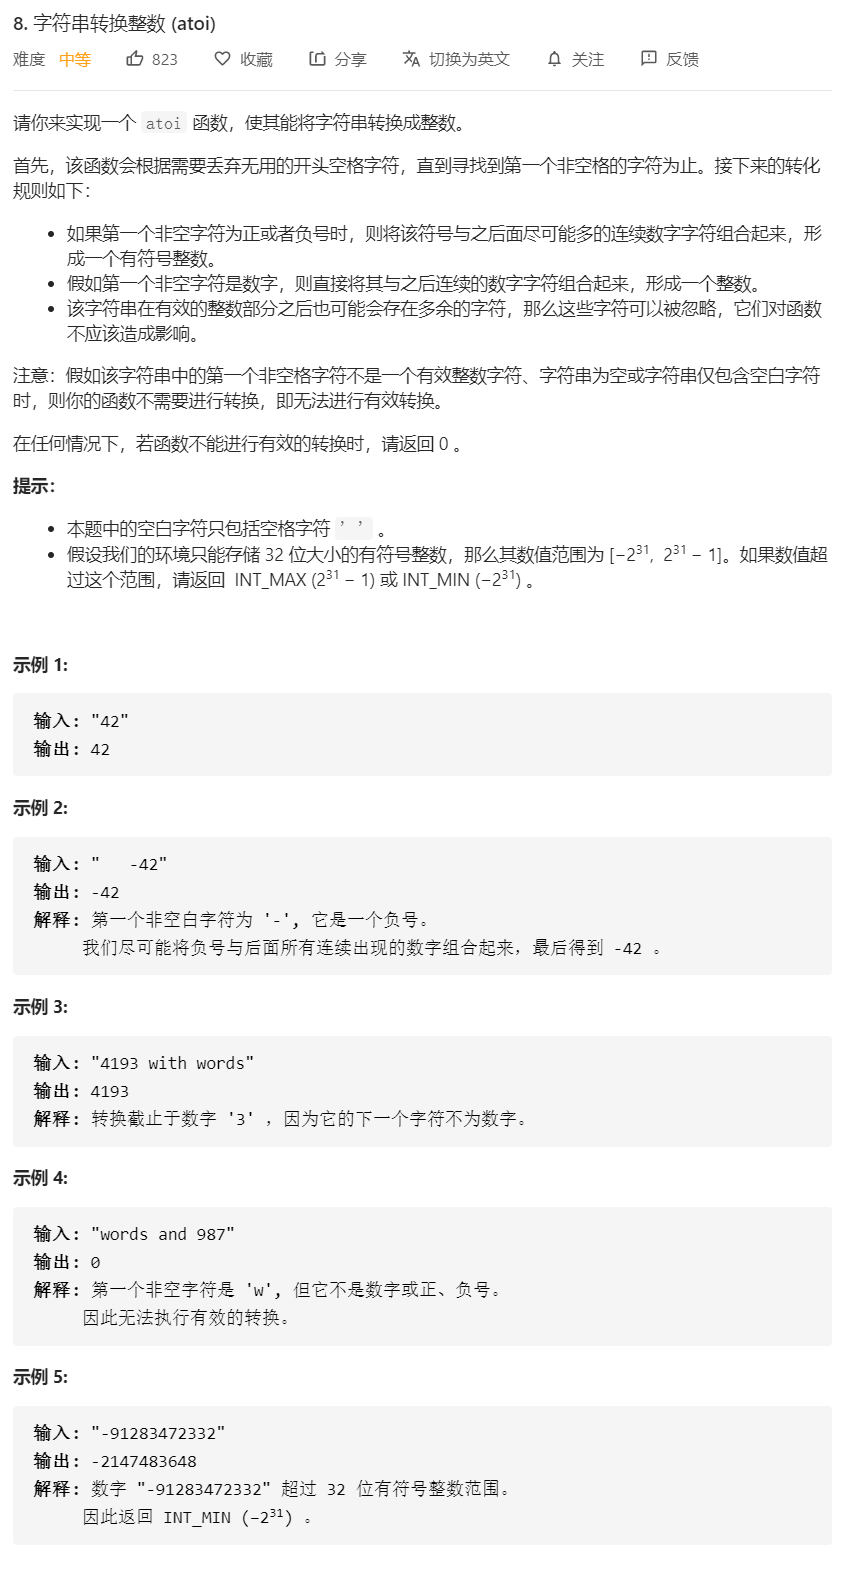 8. 字符串转换整数 (atoi)
难度 中等 823 收藏 分享 切换为英文 关注 反馈
请你来实现一个 atoi 函数，使其能将字符串转换成整数。
首先，该函数会根据需要丢弃无用的开头空格字符，直到寻找到第一个非空格的字符为止。接下来的转化
规则如下：
• 如果第一个非空字符为正或者负号时，则将该符号与之后面尽可能多的连续数字字符组合起来，形
成一个有符号整数。
• 假如第一个非空字符是数字，则直接将其与之后连续的数字字符组合起来，形成一个整数。
• 该字符串在有效的整数部分之后也可能会存在多余的字符，那么这些字符可以被忽略，它们对函数
不应该造成影响。
注意：假如该字符串中的第一个非空格字符不是一个有效整数字符、字符串为空或字符串仅包含空白字符
时，则你的函数不需要进行转换，即无法进行有效转换。
在任何情况下，若函数不能进行有效的转换时，请返回 0 。
提示：
• 本题中的空白字符只包括空格字符 ' ' 。
• 假设我们的环境只能存储 32 位大小的有符号整数，那么其数值范围为 [−2³¹, 2³¹ − 1]。如果数值超
过这个范围，请返回 INT_MAX (2³¹ − 1) 或 INT_MIN (−2³¹) 。
示例 1:
输入: "42"
输出: 42
示例 2:
输入: "   -42"
输出: -42
解释: 第一个非空白字符为 '-', 它是一个负号。
我们尽可能将负号与后面所有连续出现的数字组合起来，最后得到 -42 。
示例 3:
输入: "4193 with words"
输出: 4193
解释: 转换截止于数字 '3' ，因为它的下一个字符不为数字。
示例 4:
输入: "words and 987"
输出: 0
解释: 第一个非空字符是 'w', 但它不是数字或正、负号。
因此无法执行有效的转换。
示例 5:
输入: "-91283472332"
输出: -2147483648
解释: 数字 "-91283472332" 超过 32 位有符号整数范围。
因此返回 INT_MIN (−2³¹) 。